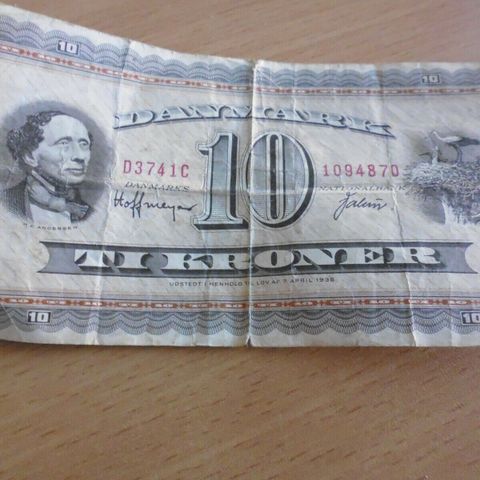 10 10
DANMARK
D3741C 10 1094870
DANMARKS NATIONALBANK
Hoffmeyer
H.C. ANDERSEN
TI KRONER
UDSTEDT I HENHOLD TIL LOV AF 7 APRIL 1936
10 10